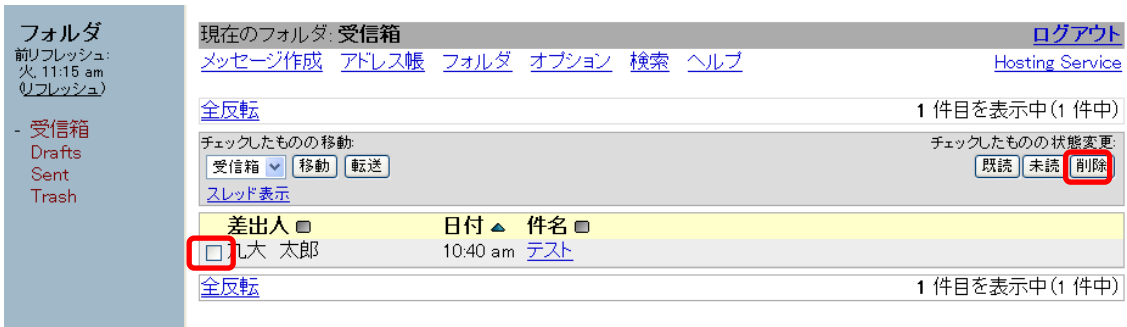 フォルダ
前リフレッシュ:
火, 11:15 am
(リフレッシュ)
- 受信箱
Drafts
Sent
Trash
現在のフォルダ: 受信箱 ログアウト
メッセージ作成 アドレス帳 フォルダ オプション 検索 ヘルプ Hosting Service
全反転 1 件目を表示中(1 件中)
チェックしたものの移動: チェックしたものの状態変更:
受信箱 移動 転送 既読 未読 削除
スレッド表示
差出人 日付 件名
九大 太郎 10:40 am テスト
全反転 1 件目を表示中(1 件中)